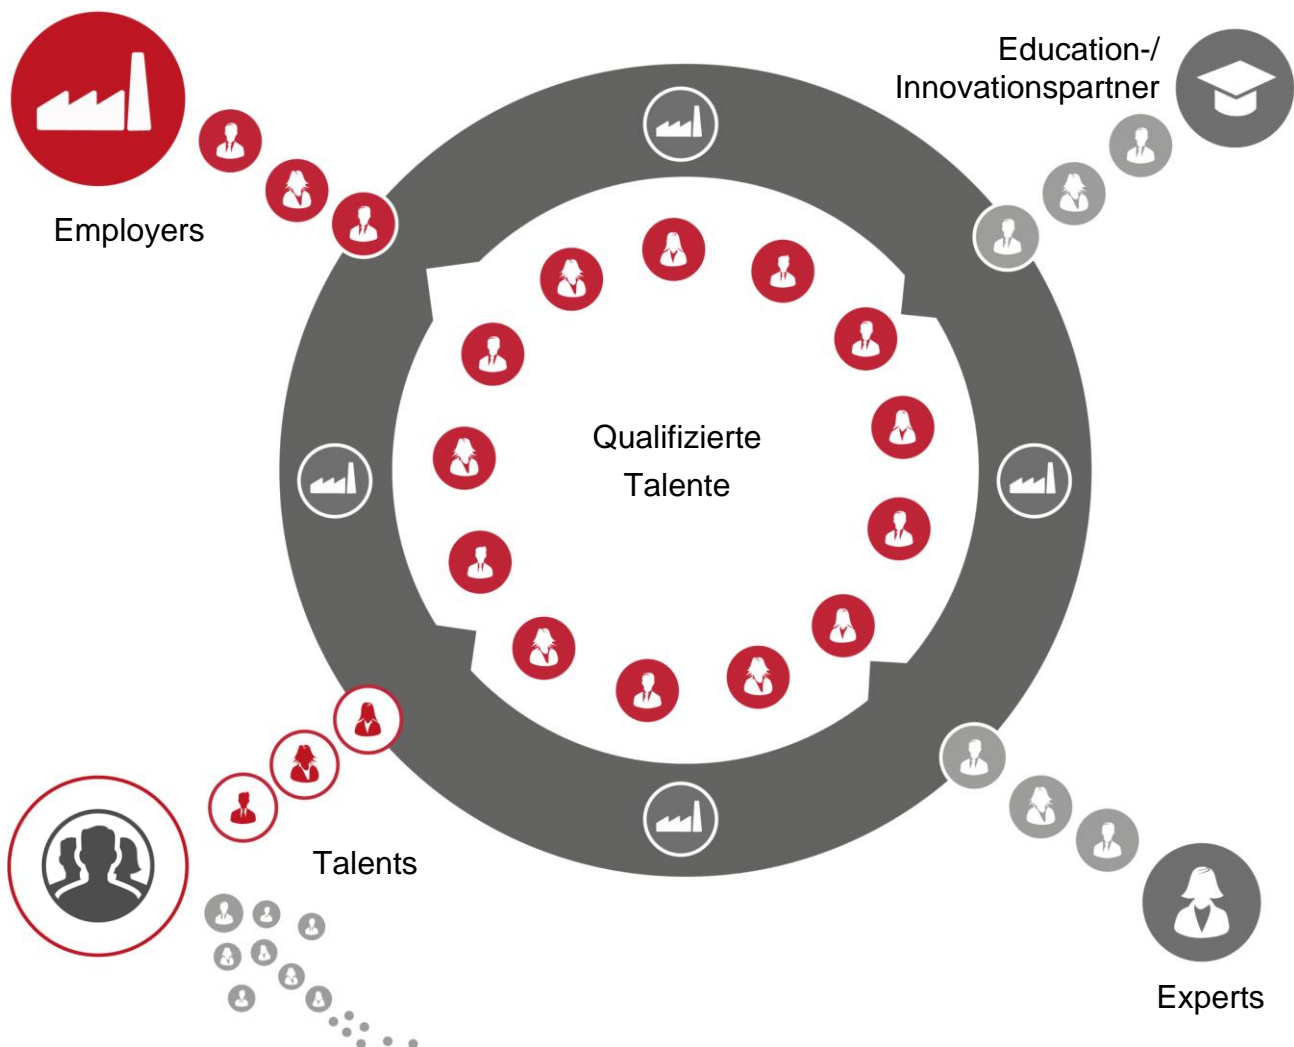 Education-/
Innovationspartner
Employers
Qualifizierte
Talente
Talents
Experts